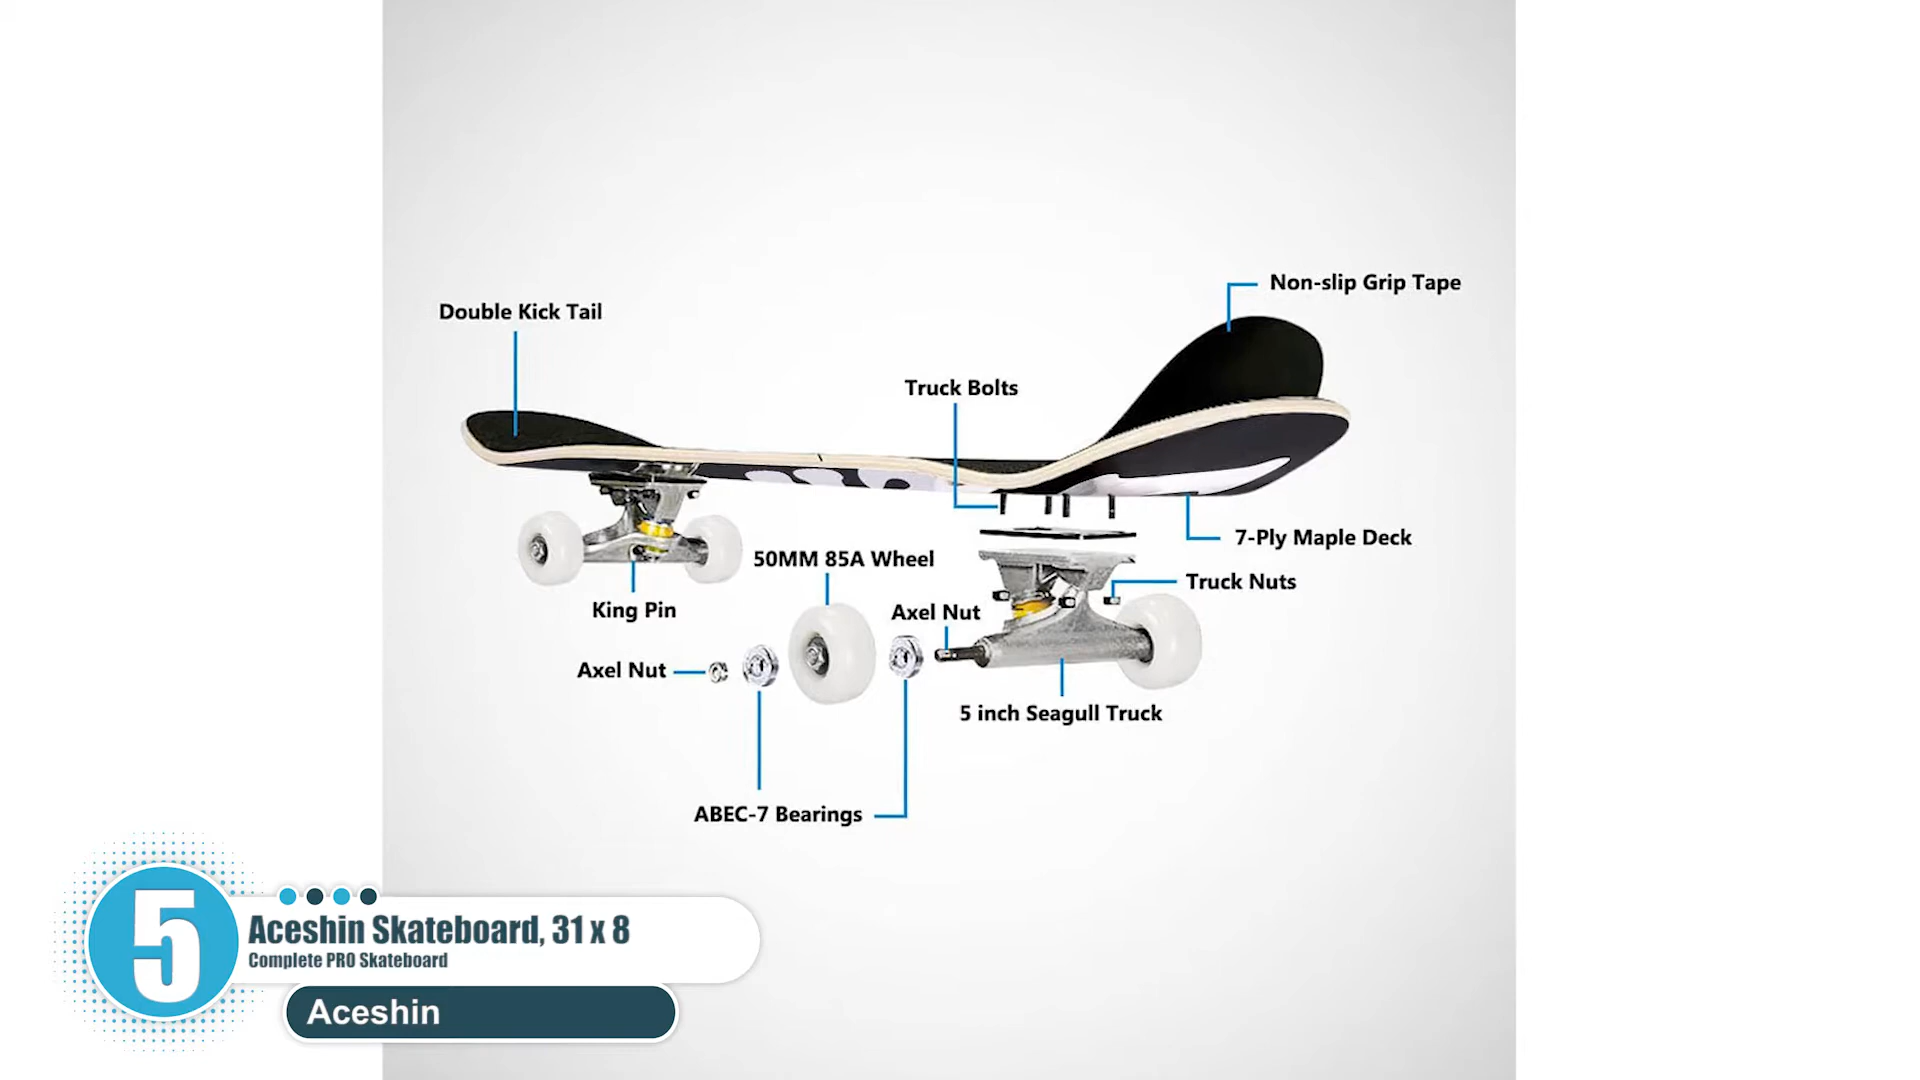 Non-slip Grip Tape
Double Kick Tail
Truck Bolts
7-Ply Maple Deck
50MM 85A Wheel
Truck Nuts
King Pin
Axel Nut
Axel Nut
5 inch Seagull Truck
ABEC-7 Bearings
5
Aceshin Skateboard, 31 x 8
Complete PRO Skateboard
Aceshin